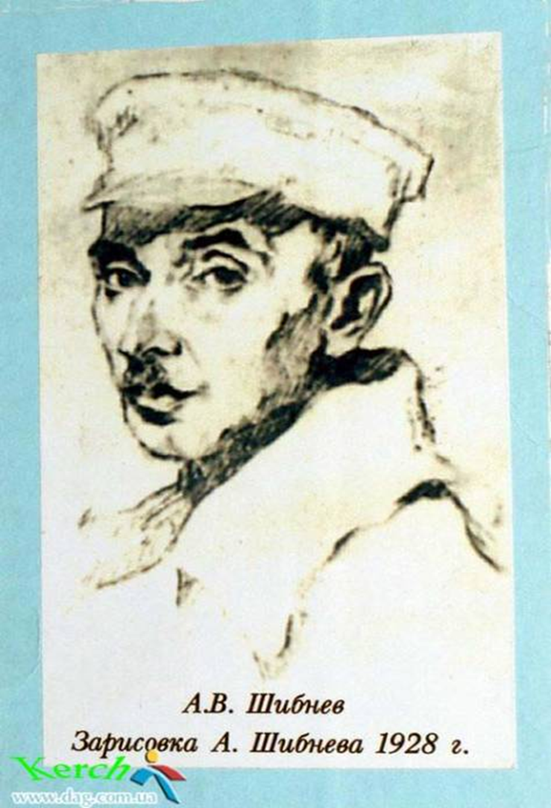 А.В. Шибнев
Зарисовка А. Шибнева 1928 г.
Kerch
www.dag.com.ua